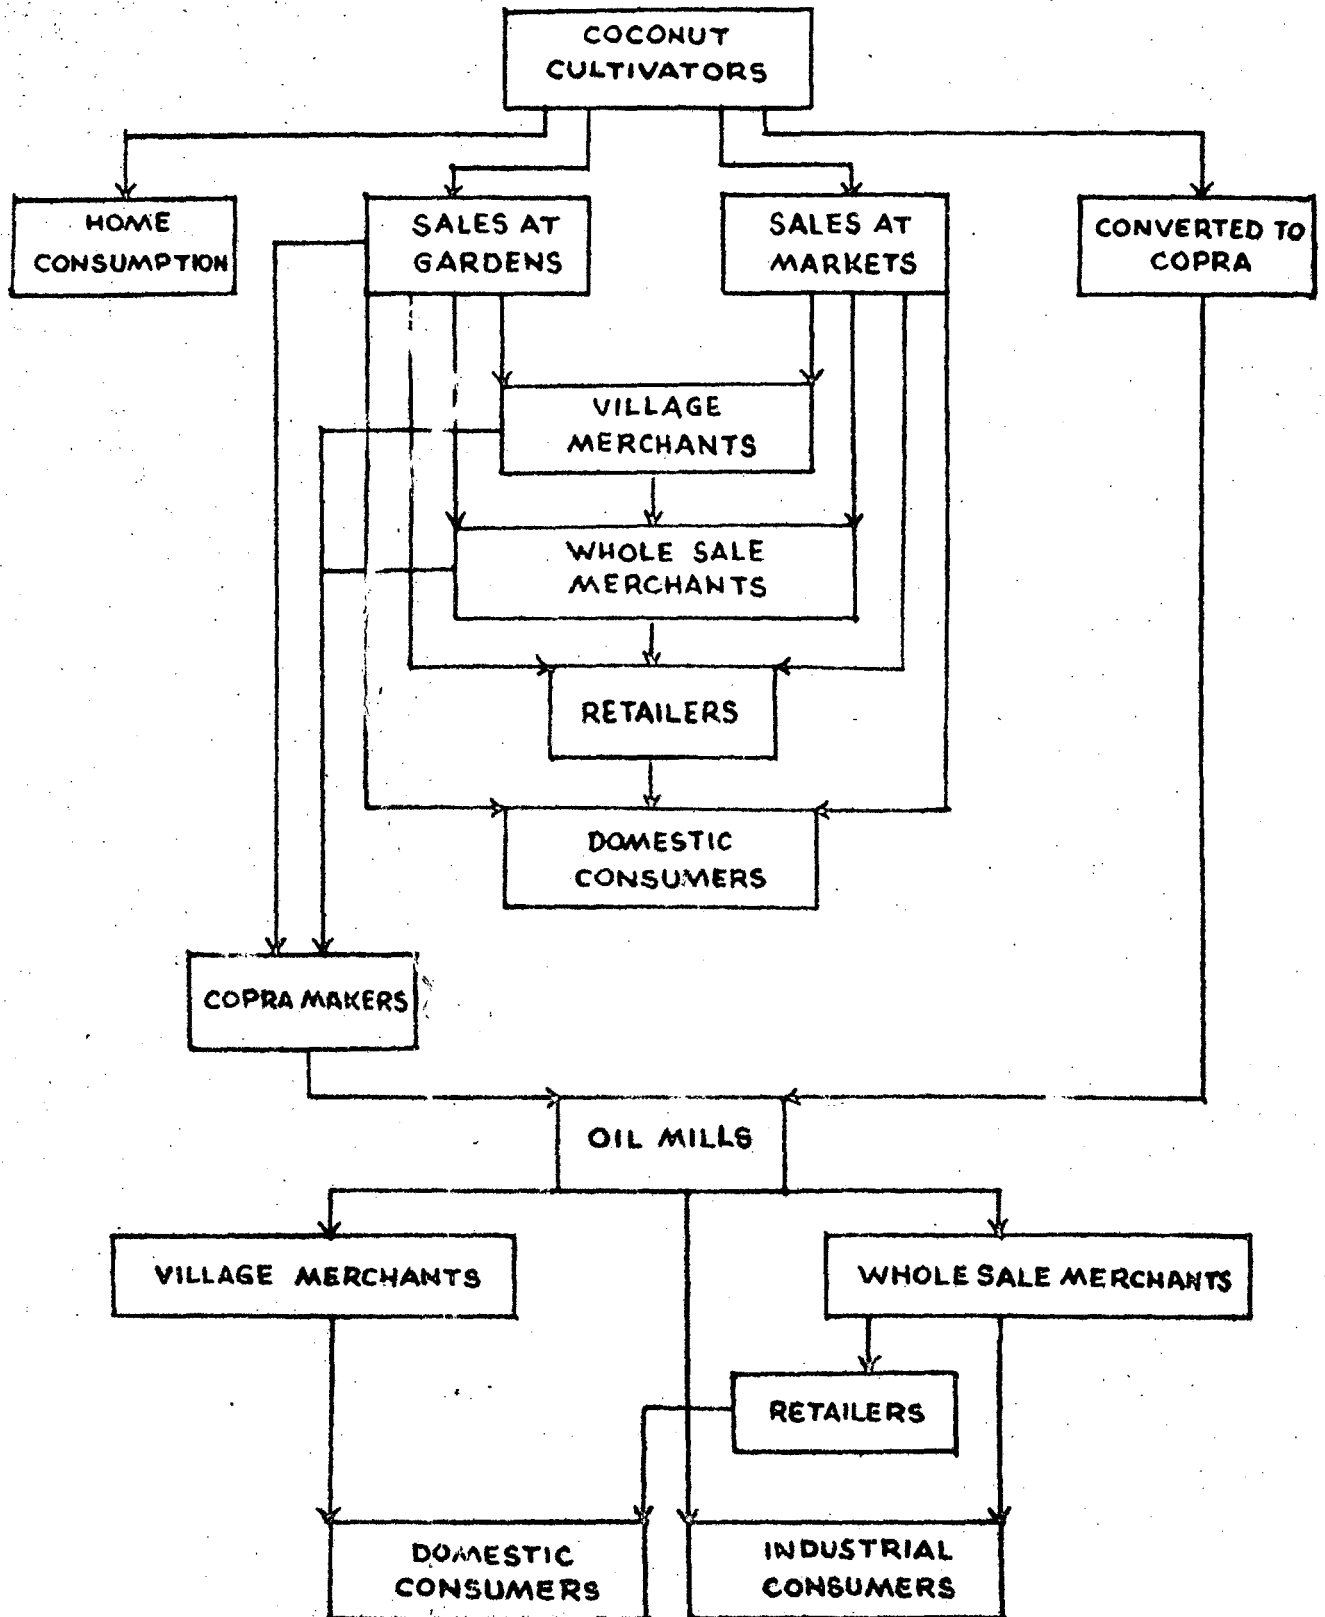 COCONUT
CULTIVATORS
HOME
CONSUMPTION
SALES AT
GARDENS
SALES AT
MARKETS
CONVERTED TO
COPRA
VILLAGE
MERCHANTS
WHOLE SALE
MERCHANTS
RETAILERS
DOMESTIC
CONSUMERS
COPRA MAKERS
OIL MILLS
VILLAGE MERCHANTS
WHOLE SALE MERCHANTS
RETAILERS
DOMESTIC
CONSUMERS
INDUSTRIAL
CONSUMERS